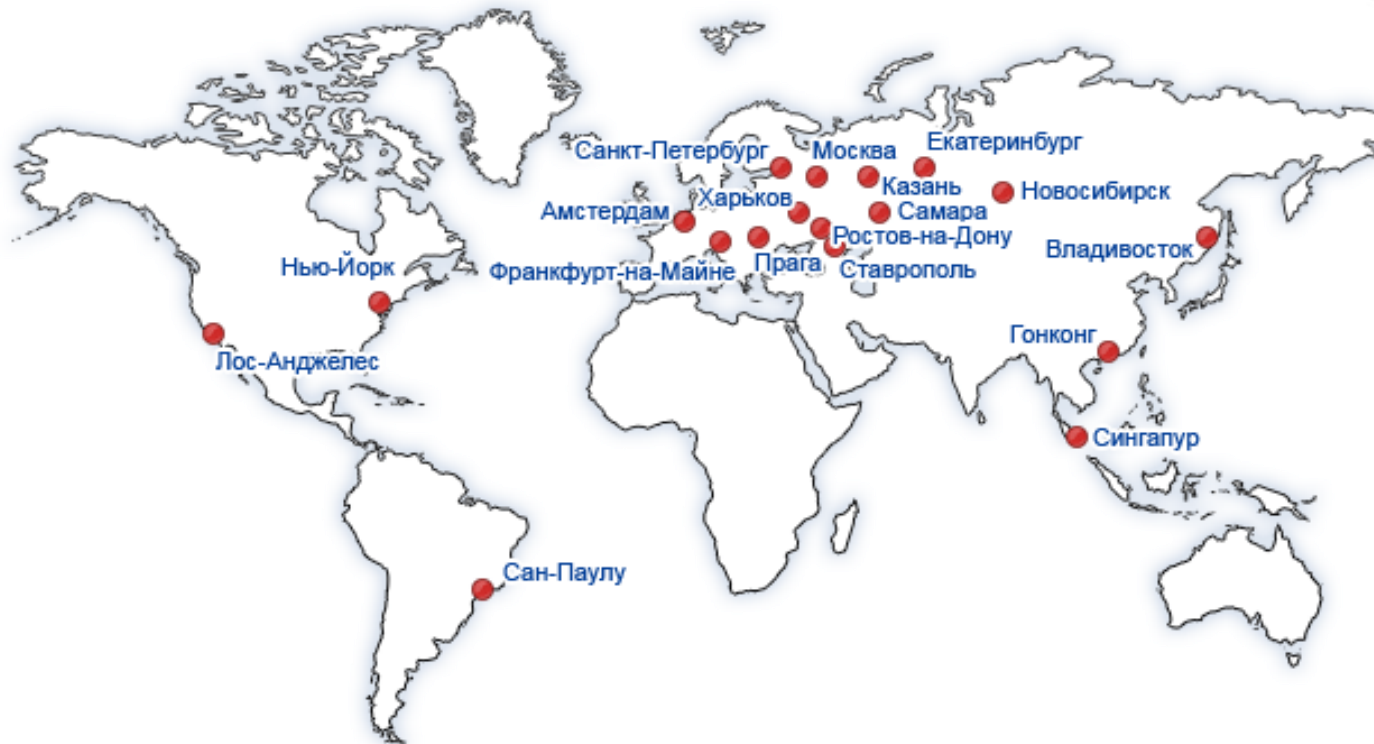 Екатеринбург
Санкт-Петербург
Москва
Казань
Новосибирск
Харьков
Амстердам
Самара
Ростов-на-Дону
Владивосток
Нью-Йорк
Франкфурт-на-Майне
Прага
Ставрополь
Гонконг
Лос-Анджелес
Сингапур
Сан-Паулу